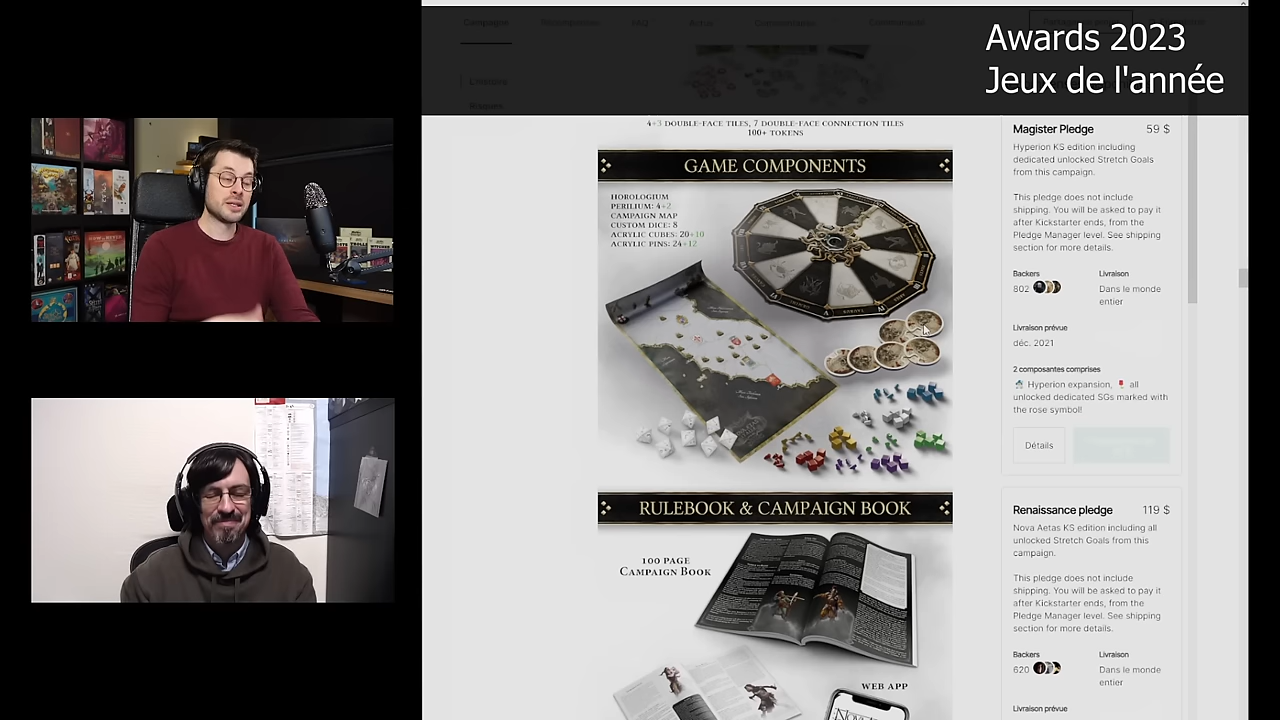 Campagne
FAQ
Awards 2023
Jeux de l'année
4+3 DOUBLE-FACE TILES, 7 DOUBLE-FACE CONNECTION TILES
100+ TOKENS
GAME COMPONENTS
HOROLOGIUM
PERILIUM: 4+2
CAMPAIGN MAP
CUSTOM DICE: 8
ACRYLIC CUBES: 20+10
ACRYLIC PINS: 24+12
RULEBOOK & CAMPAIGN BOOK
100 PAGE
CAMPAIGN BOOK
WEB APP
Magister Pledge 59 $
Hyperion KS edition including
dedicated unlocked Stretch Goals
from this campaign.
This pledge does not include
shipping. You will be asked to pay it
after Kickstarter ends, from the
Pledge Manager level. See shipping
section for more details.
Backers Livraison
802 Dans le monde
entier
Livraison prévue
déc. 2021
2 composantes comprises
Hyperion expansion, all
unlocked dedicated SGs marked with
the rose symbol!
Détails
Renaissance pledge 119 $
Nova Aetas KS edition including all
unlocked Stretch Goals from this
campaign.
This pledge does not include
shipping. You will be asked to pay it
after Kickstarter ends, from the
Pledge Manager level. See shipping
section for more details.
Backers Livraison
620 Dans le monde
entier
Livraison prévue